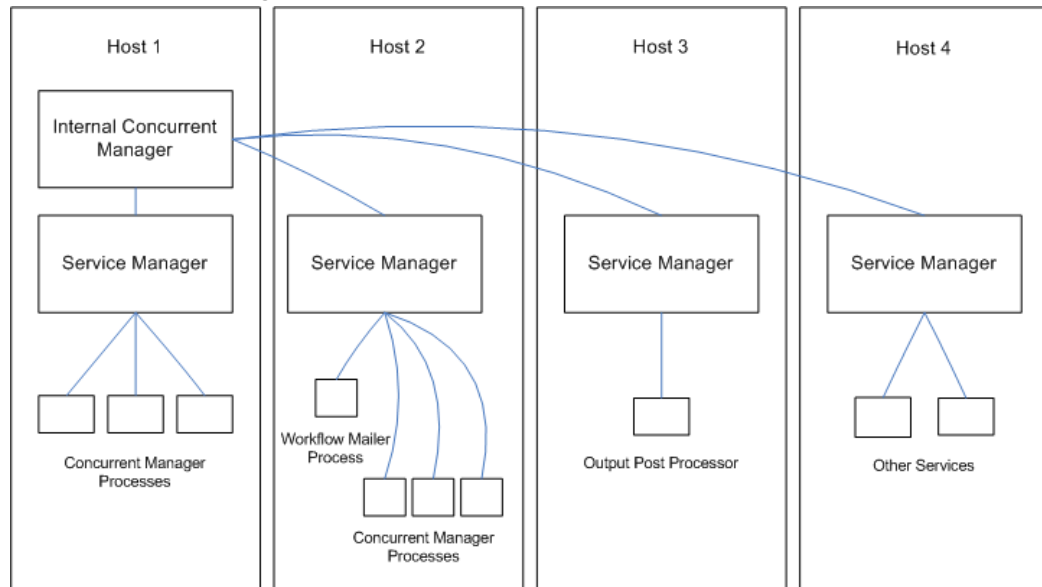 Host 1
Host 2
Host 3
Host 4
Internal Concurrent
Manager
Service Manager
Service Manager
Service Manager
Service Manager
Concurrent Manager
Processes
Workflow Mailer
Process
Concurrent Manager
Processes
Output Post Processor
Other Services